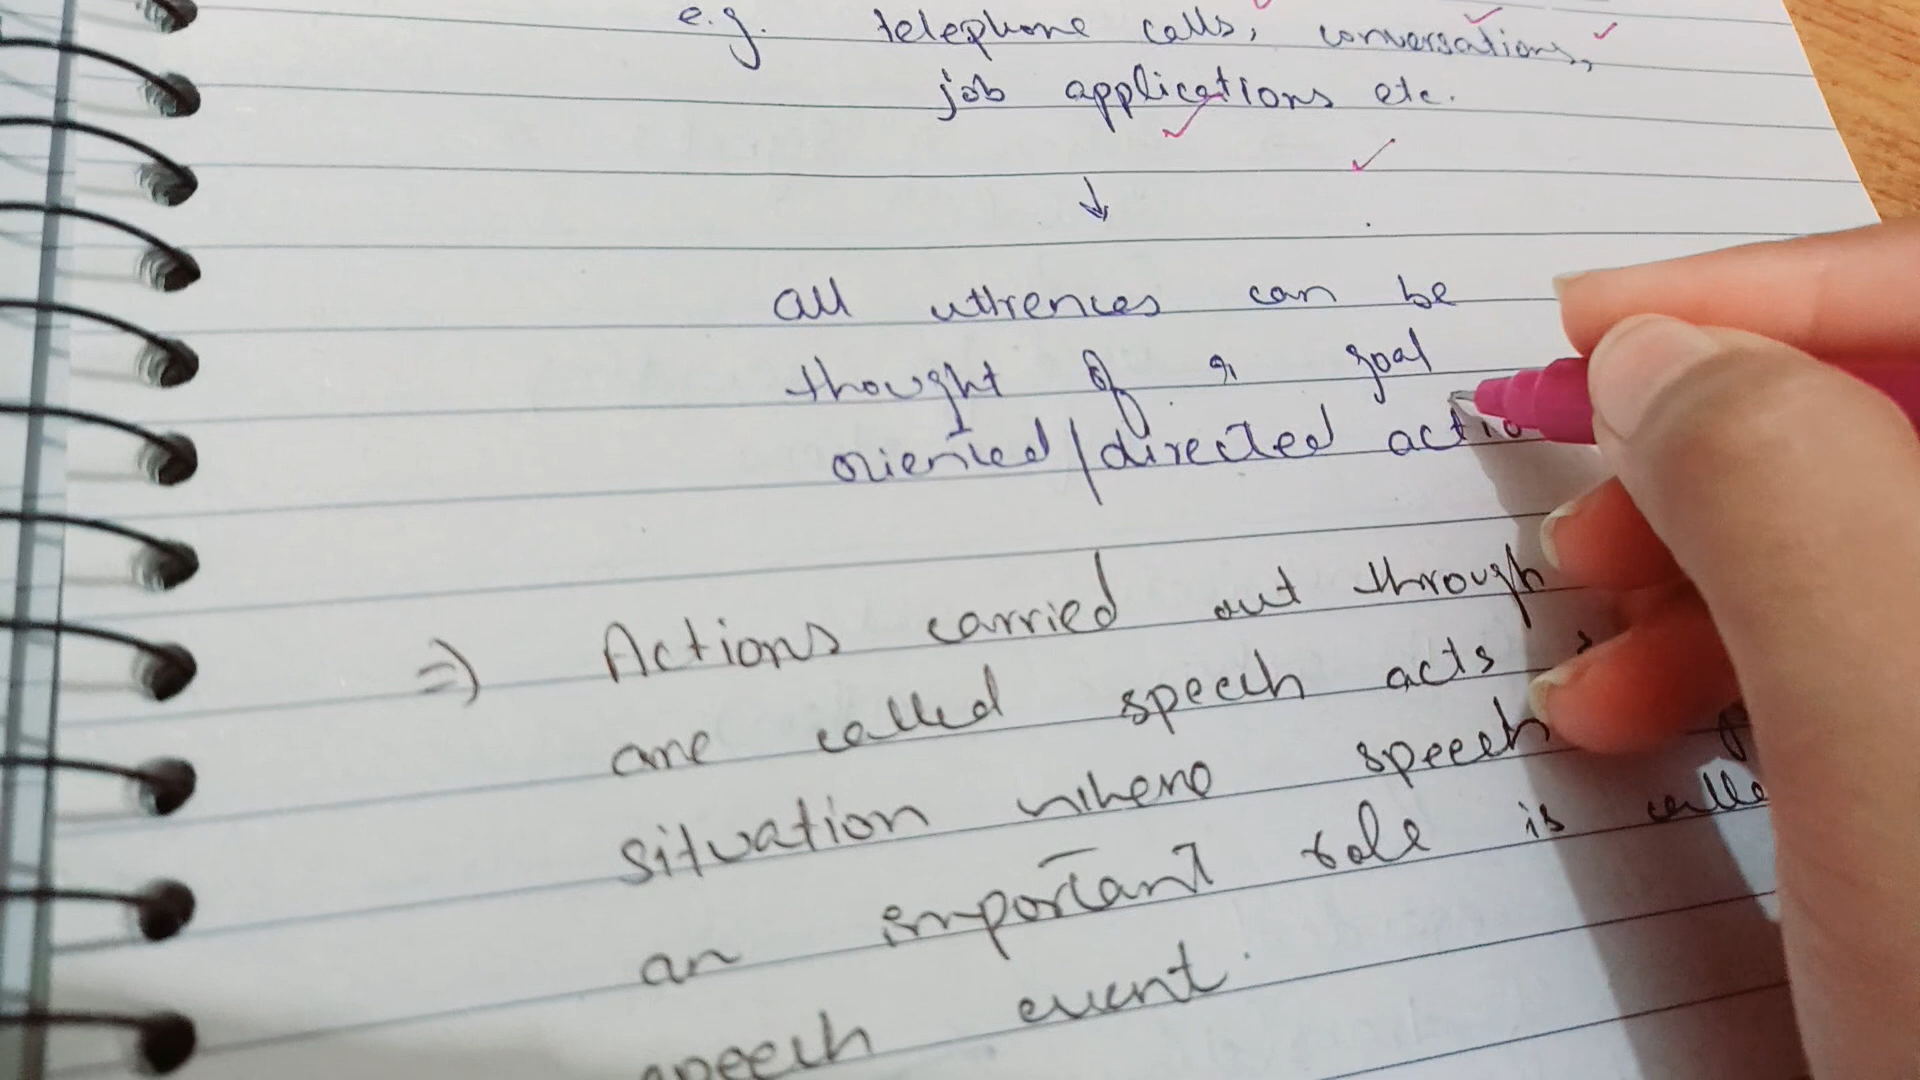 e.g. telephone calls, conversations,
job applications etc.
↓
all uttrences can be
thought of a goal
oriented/directed actio
⇒ Actions carried out through
are called speech acts
situation where speech
an important role is calle
speech event.